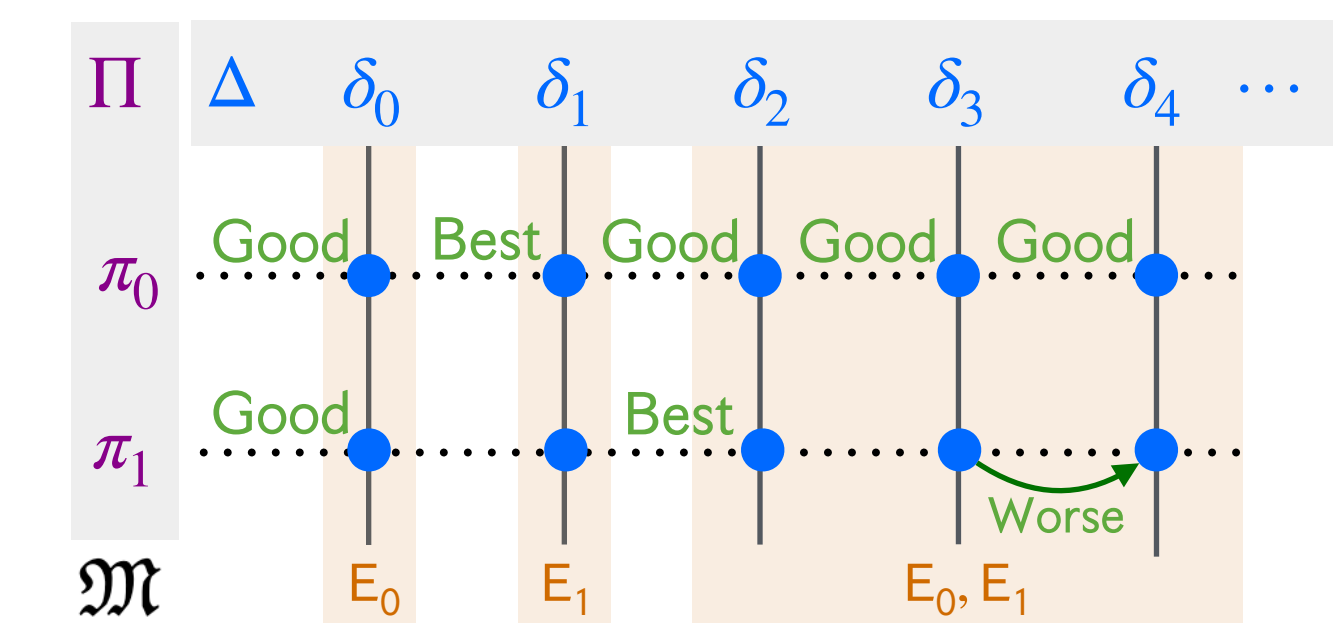 Π Δ δ₀ δ₁ δ₂ δ₃ δ₄ ⋯
Good Best Good Good Good
π₀
Good Best
π₁
Worse
𝔐 E₀ E₁ E₀, E₁